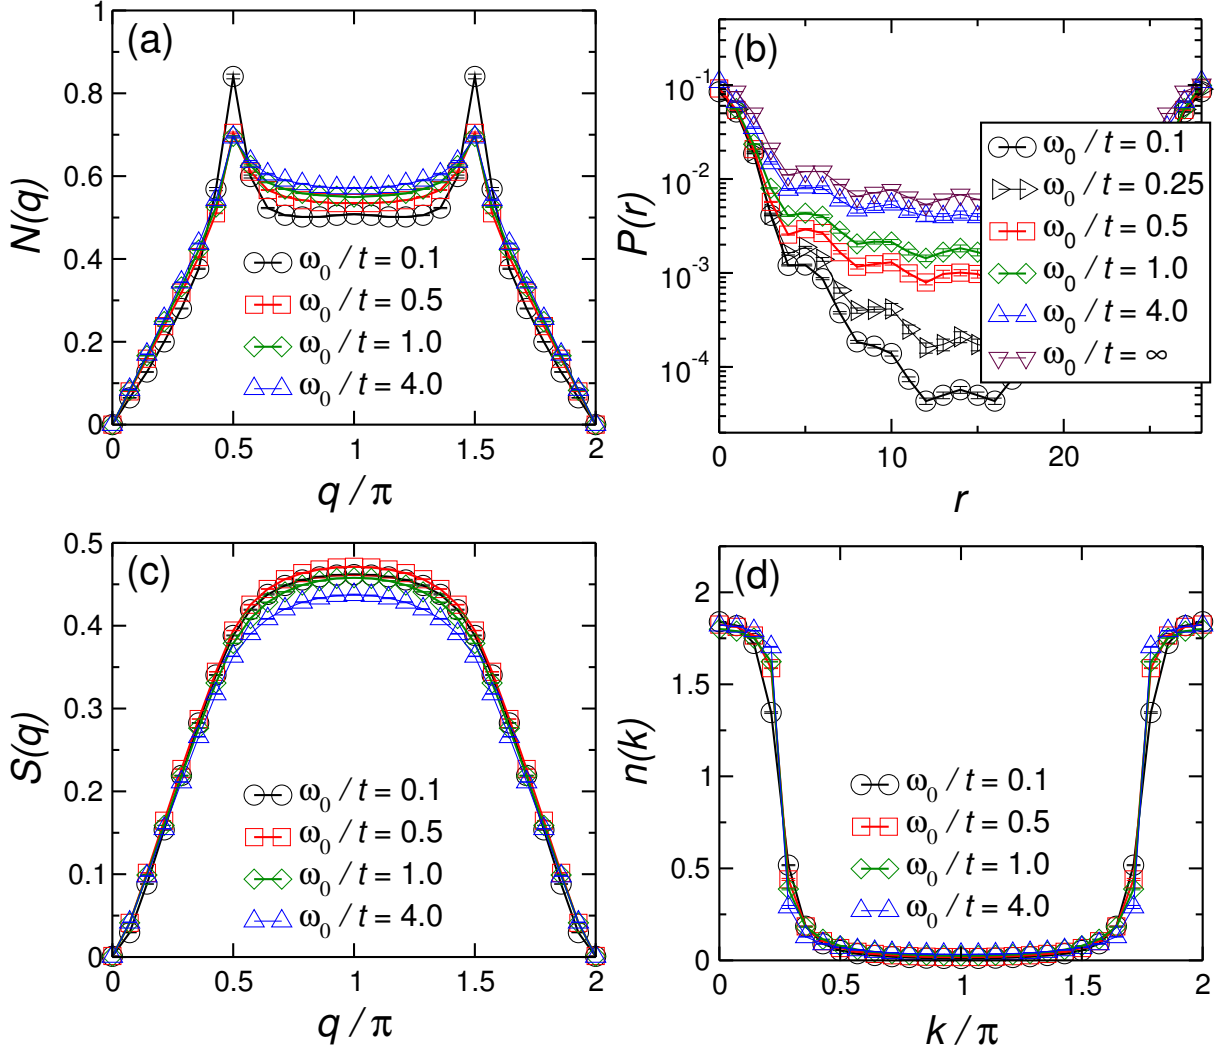 (a)
N(q)
1
0.8
0.6
0.4
0.2
0
ω0 / t = 0.1
ω0 / t = 0.5
ω0 / t = 1.0
ω0 / t = 4.0
0 0.5 1 1.5 2
q / π
(b)
P(r)
10-1
10-2
10-3
10-4
ω0 / t = 0.1
ω0 / t = 0.25
ω0 / t = 0.5
ω0 / t = 1.0
ω0 / t = 4.0
ω0 / t = ∞
0 10 20
r
(c)
S(q)
0.5
0.4
0.3
0.2
0.1
0
ω0 / t = 0.1
ω0 / t = 0.5
ω0 / t = 1.0
ω0 / t = 4.0
0 0.5 1 1.5 2
q / π
(d)
n(k)
2
1.5
1
0.5
0
ω0 / t = 0.1
ω0 / t = 0.5
ω0 / t = 1.0
ω0 / t = 4.0
0 0.5 1 1.5 2
k / π